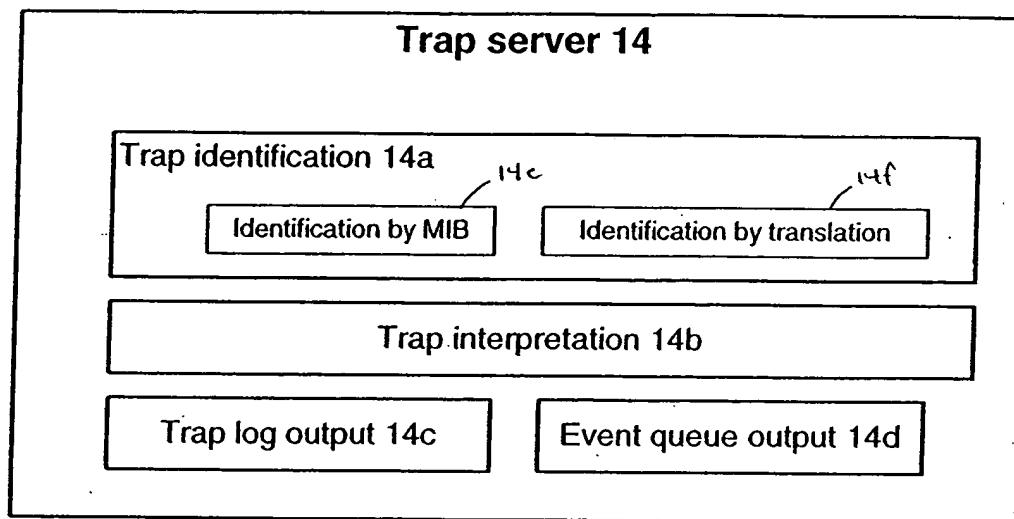 Trap server 14
Trap identification 14a
14e
14f
Identification by MIB
Identification by translation
Trap interpretation 14b
Trap log output 14c
Event queue output 14d